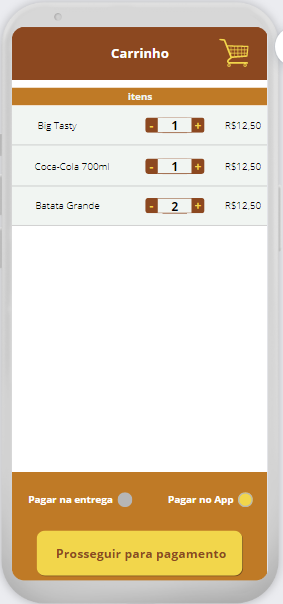 Carrinho
itens
Big Tasty - 1 + R$12,50
Coca-Cola 700ml - 1 + R$12,50
Batata Grande - 2 + R$12,50
Pagar na entrega Pagar no App
Prosseguir para pagamento